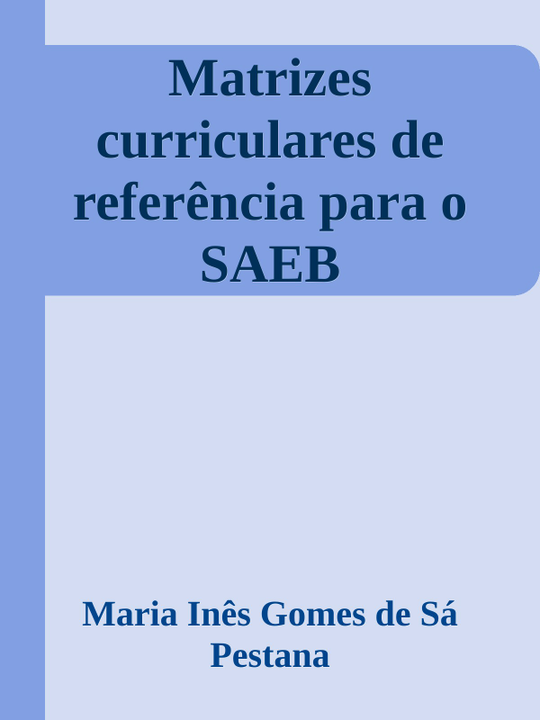 Matrizes
curriculares de
referência para o
SAEB
Maria Inês Gomes de Sá
Pestana